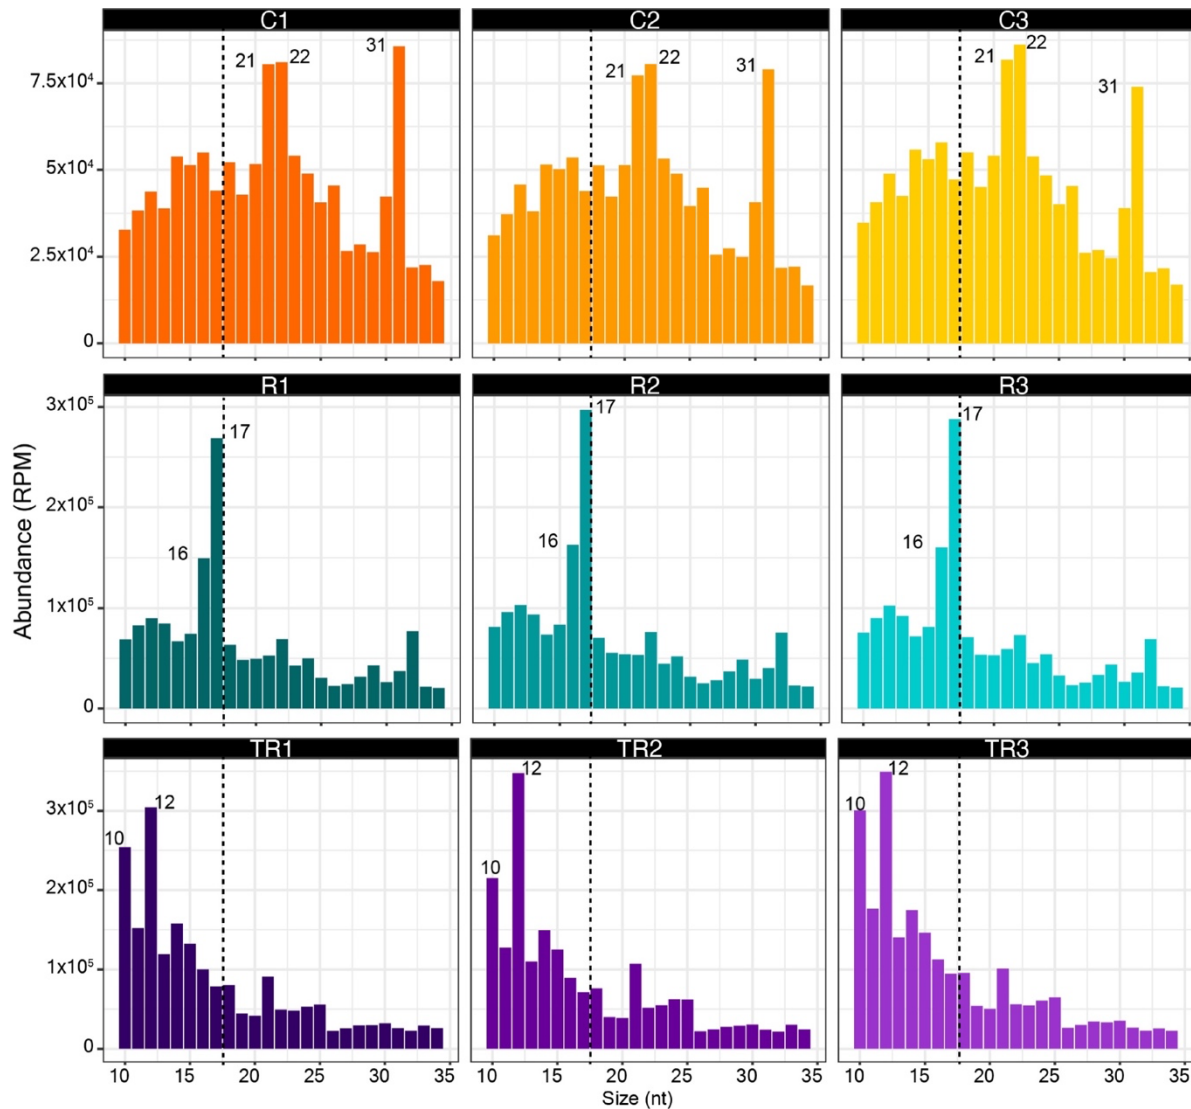 C1 C2 C3
21 22 31 21 22 31 21 22 31
7.5x10⁴
5x10⁴
2.5x10⁴
0
R1 R2 R3
3x10⁵
17 17 17
2x10⁵
16 16 16
1x10⁵
0
Abundance (RPM)
TR1 TR2 TR3
10 12 10 12 10 12
3x10⁵
2x10⁵
1x10⁵
0
10 15 20 25 30 35 10 15 20 25 30 35 10 15 20 25 30 35
Size (nt)